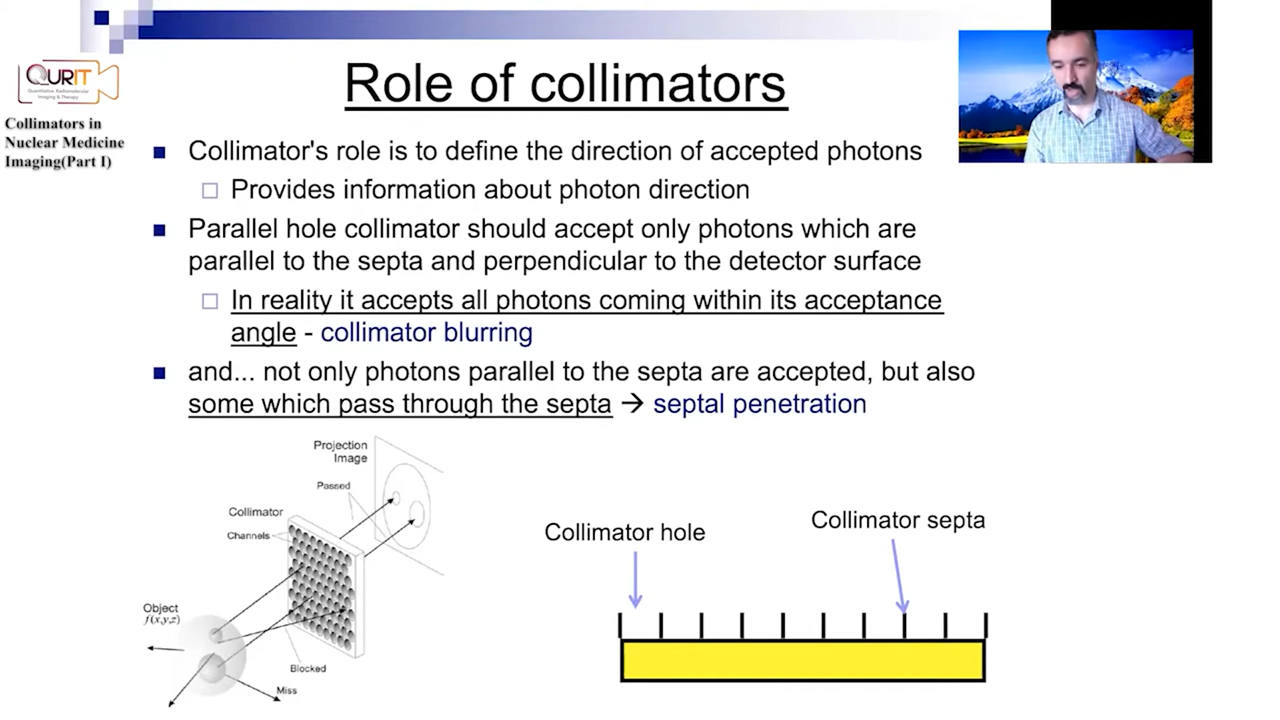 QURIT
Quantitative Radiomolecular
Imaging & Therapy
Collimators in
Nuclear Medicine
Imaging(Part I)
Role of collimators
Collimator's role is to define the direction of accepted photons
Provides information about photon direction
Parallel hole collimator should accept only photons which are
parallel to the septa and perpendicular to the detector surface
In reality it accepts all photons coming within its acceptance
angle - collimator blurring
and... not only photons parallel to the septa are accepted, but also
some which pass through the septa → septal penetration
Projection
Image
Passed
Collimator
Channels
Object
f(x,y,z)
Blocked
Miss
Collimator hole
Collimator septa